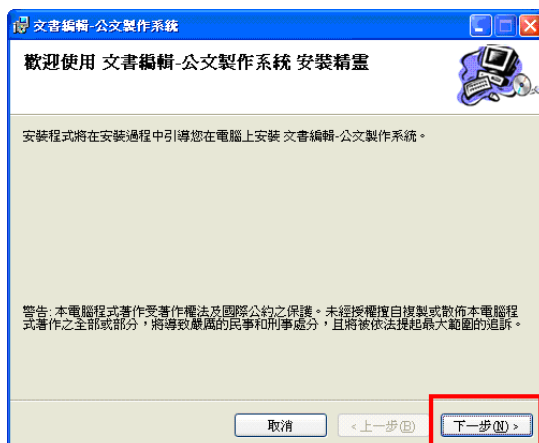 文書編輯-公文製作系統
歡迎使用 文書編輯-公文製作系統 安裝精靈
安裝程式將在安裝過程中引導您在電腦上安裝 文書編輯-公文製作系統。
警告: 本電腦程式著作受著作權法及國際公約之保護。未經授權擅自複製或散佈本電腦程
式著作之全部或部分，將導致嚴厲的民事和刑事處分，且將被依法提起最大範圍的追訴。
取消 <上一步(B) 下一步(N) >